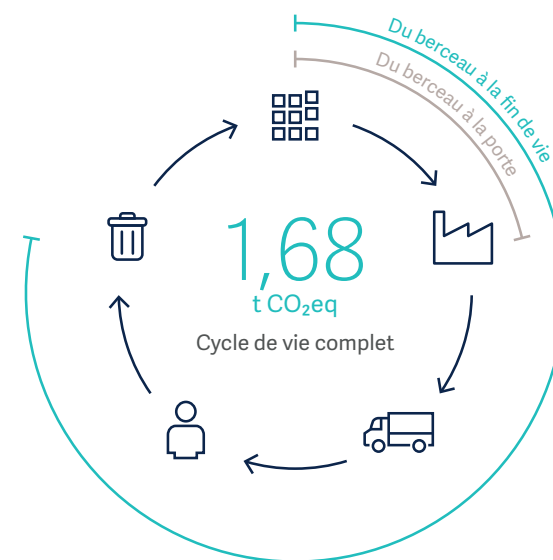 Du berceau à la fin de vie
Du berceau à la porte
1,68
t CO₂eq
Cycle de vie complet